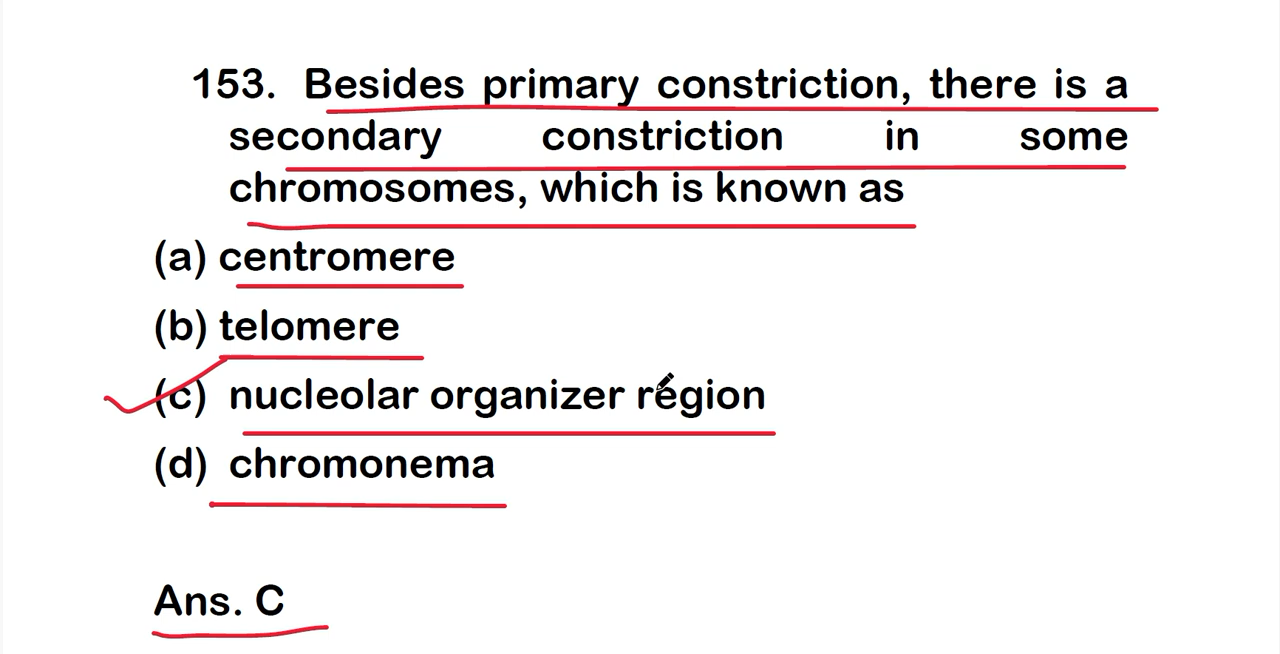 153. Besides primary constriction, there is a
secondary constriction in some
chromosomes, which is known as
(a) centromere
(b) telomere
(c) nucleolar organizer region
(d) chromonema
Ans. C